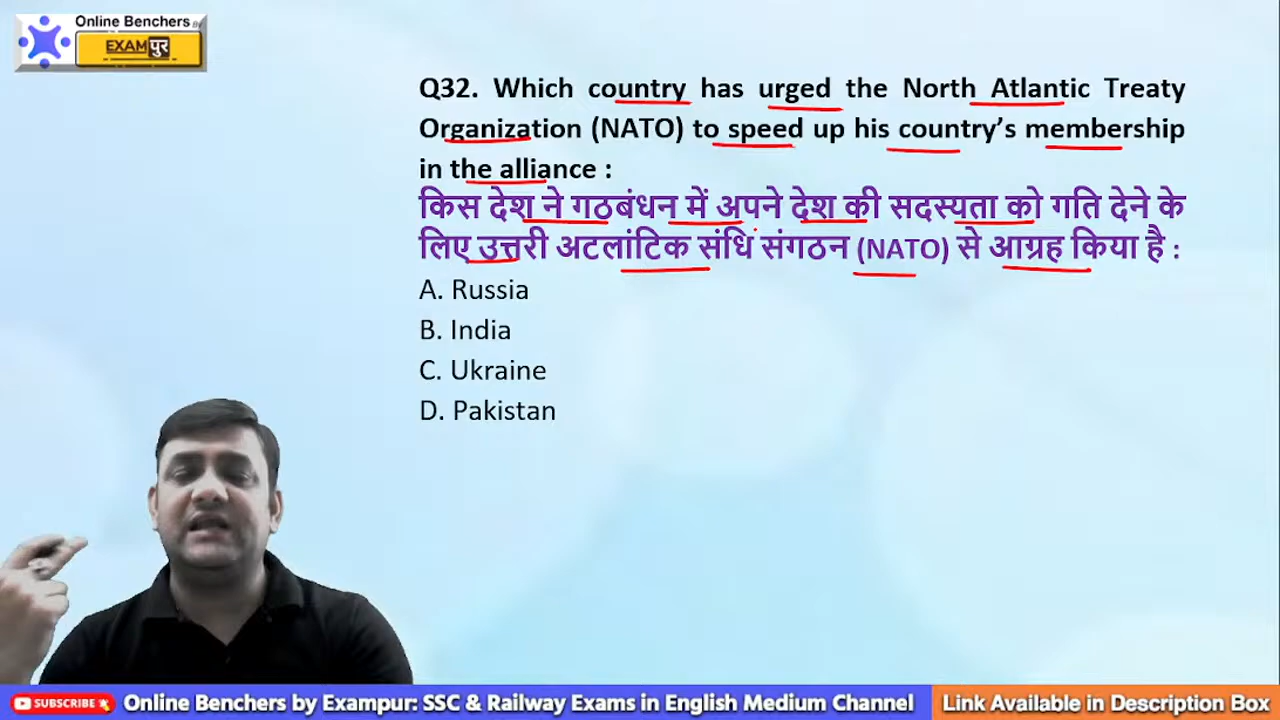 Online Benchers By
EXAMपुर
Q32. Which country has urged the North Atlantic Treaty
Organization (NATO) to speed up his country’s membership
in the alliance :
किस देश ने गठबंधन में अपने देश की सदस्यता को गति देने के
लिए उत्तरी अटलांटिक संधि संगठन (NATO) से आग्रह किया है :
A. Russia
B. India
C. Ukraine
D. Pakistan
SUBSCRIBE Online Benchers by Exampur: SSC & Railway Exams in English Medium Channel Link Available in Description Box